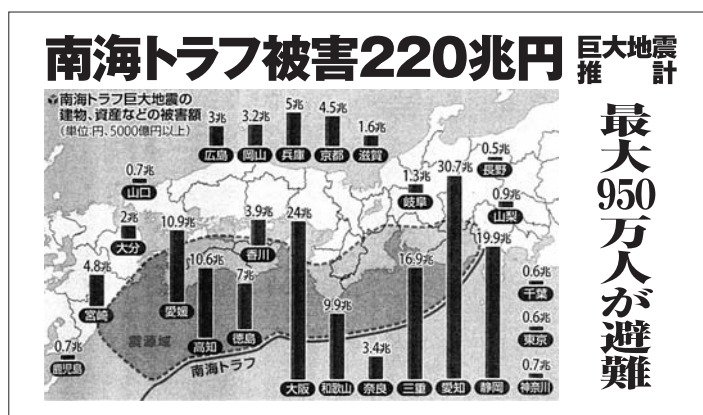 南海トラフ被害220兆円
巨大地震
推計
最大950万人が避難
南海トラフ巨大地震の
建物、資産などの被害額
(単位:円、5000億円以上)
3兆
広島
3.2兆
岡山
5兆
兵庫
4.5兆
京都
1.6兆
滋賀
0.5兆
長野
0.7兆
山口
1.3兆
岐阜
30.7兆
愛知
0.9兆
山梨
2兆
大分
10.9兆
愛媛
3.9兆
香川
24兆
大阪
19.9兆
静岡
4.8兆
宮崎
10.6兆
高知
7兆
徳島
16.9兆
三重
0.6兆
千葉
9.9兆
和歌山
0.6兆
東京
震源域
南海トラフ
0.7兆
鹿児島
3.4兆
奈良
0.7兆
神奈川